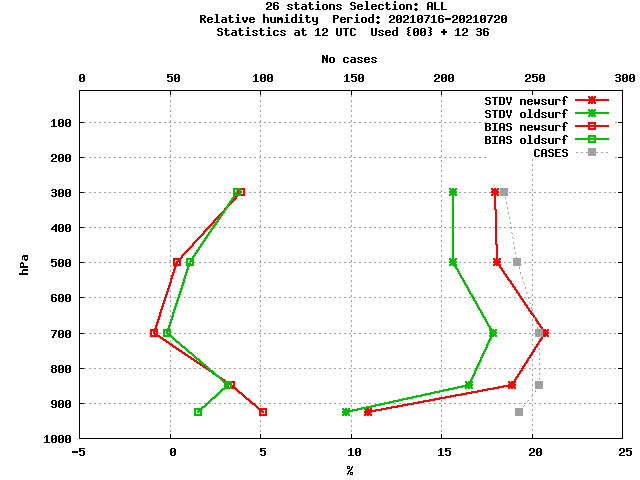 26 stations Selection: ALL
Relative humidity  Period: 20210716-20210720
Statistics at 12 UTC  Used {00} + 12 36
No cases
0 50 100 150 200 250 300
STDV newsurf
STDV oldsurf
BIAS newsurf
BIAS oldsurf
CASES
100
200
300
400
500
600
700
800
900
1000
hPa
-5 0 5 10 15 20 25
%